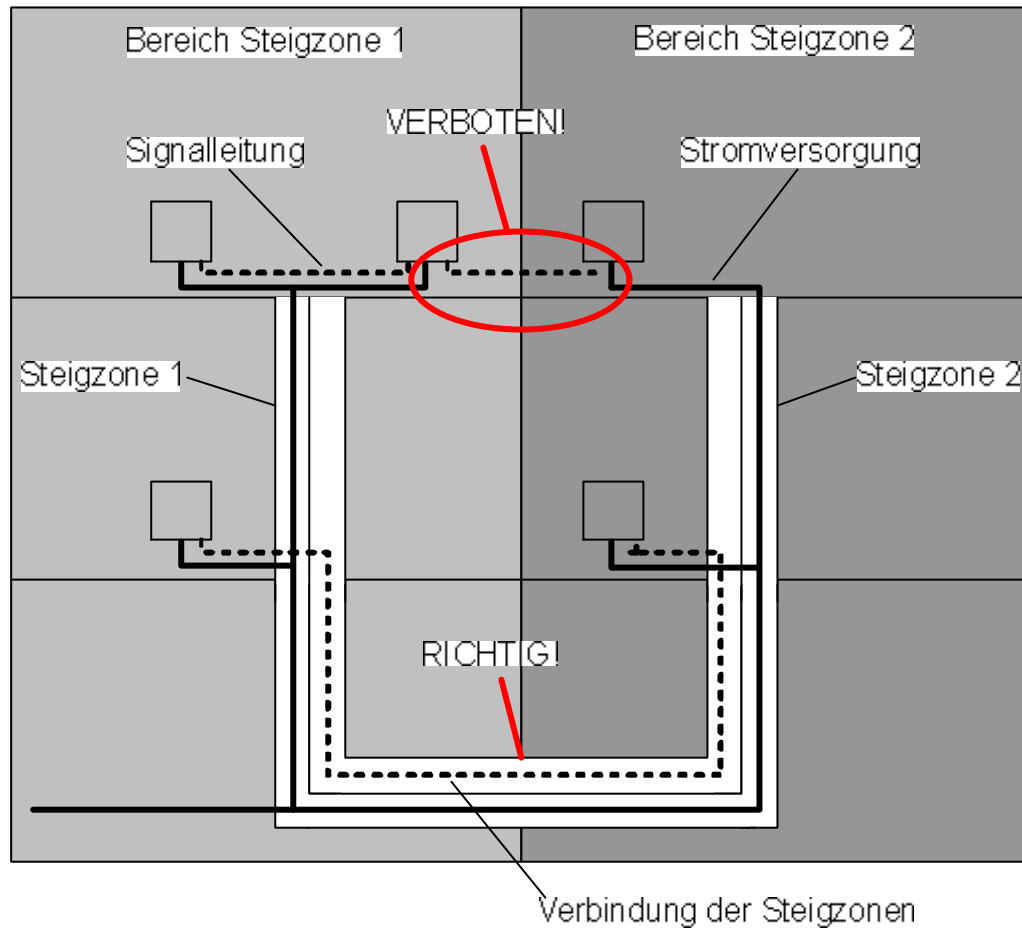 Bereich Steigzone 1
Bereich Steigzone 2
VERBOTEN!
Signalleitung
Stromversorgung
Steigzone 1
Steigzone 2
RICHTIG!
Verbindung der Steigzonen